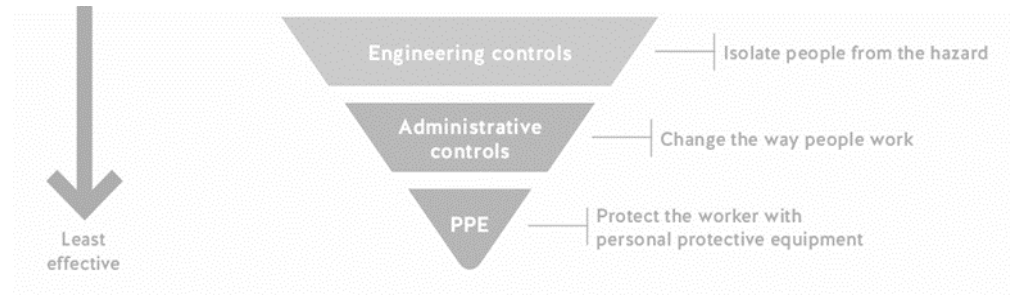 Engineering controls
Isolate people from the hazard
Administrative
controls
Change the way people work
PPE
Protect the worker with
personal protective equipment
Least
effective